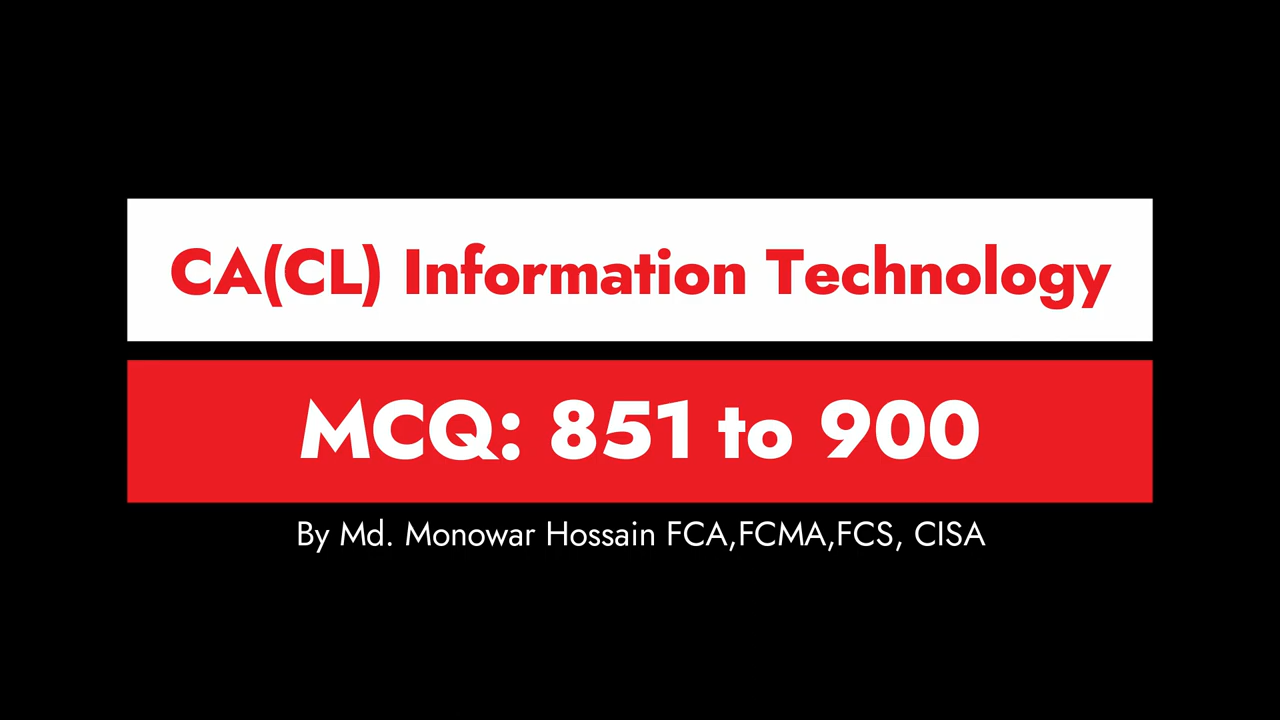 CA(CL) Information Technology
MCQ: 851 to 900
By Md. Monowar Hossain FCA,FCMA,FCS, CISA